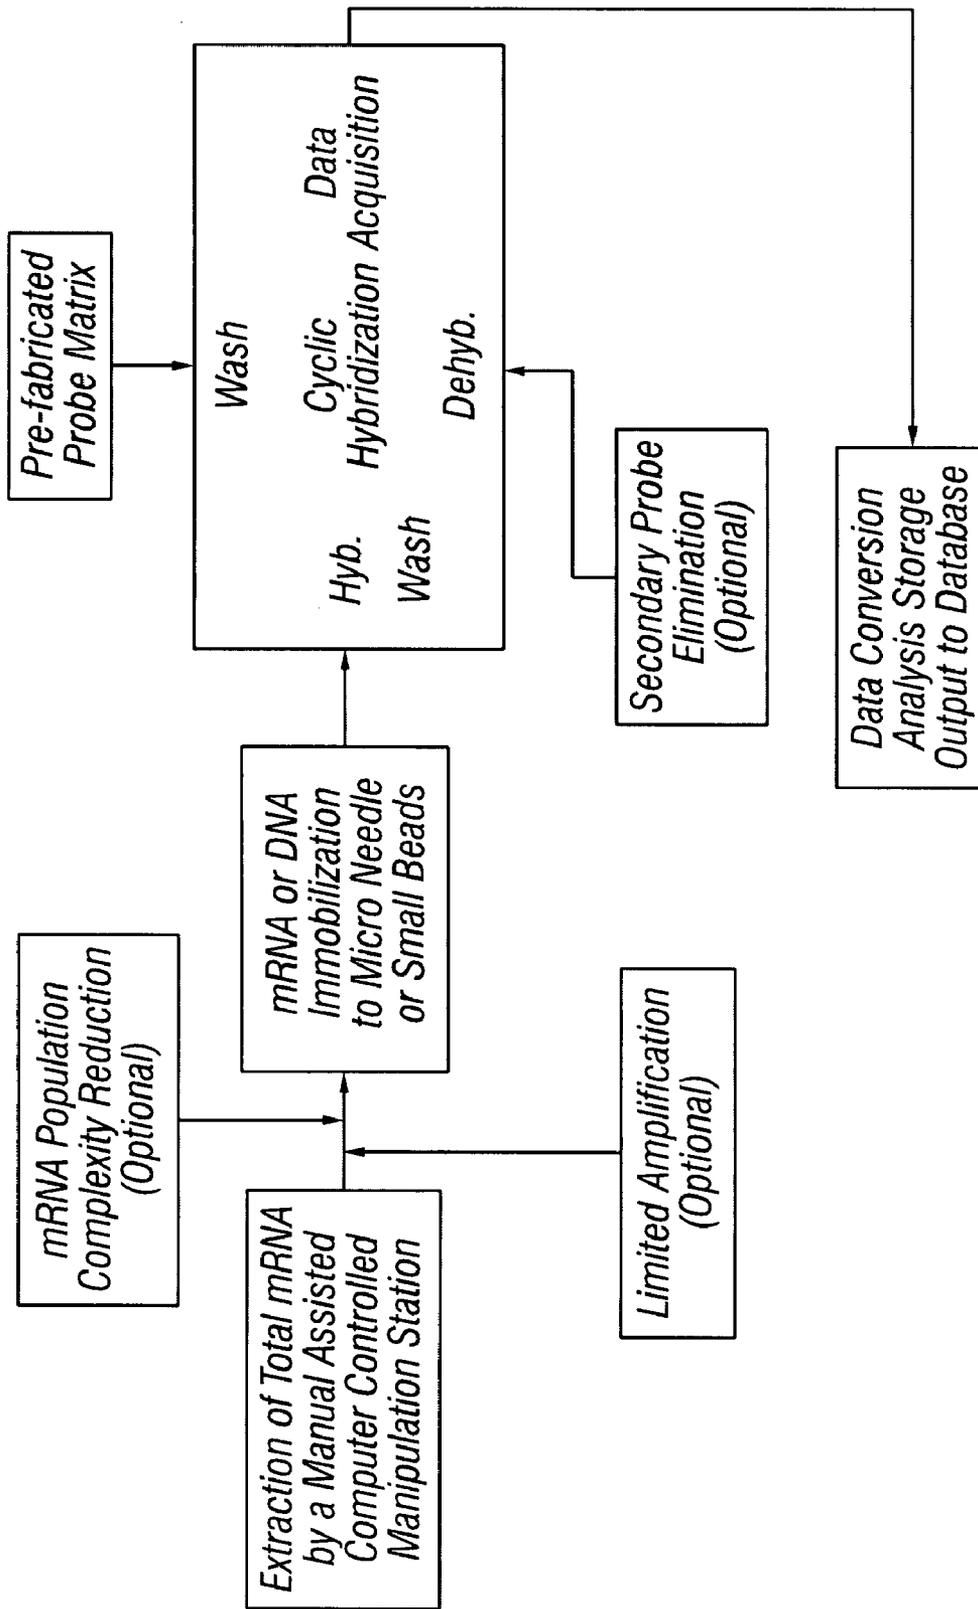 Extraction of Total mRNA
by a Manual Assisted
Computer Controlled
Manipulation Station
mRNA Population
Complexity Reduction
(Optional)
Limited Amplification
(Optional)
mRNA or DNA
Immobilization
to Micro Needle
or Small Beads
Pre-fabricated
Probe Matrix
Wash
Cyclic Data
Hyb. Hybridization Acquisition
Wash
Dehyb.
Secondary Probe
Elimination
(Optional)
Data Conversion
Analysis Storage
Output to Database